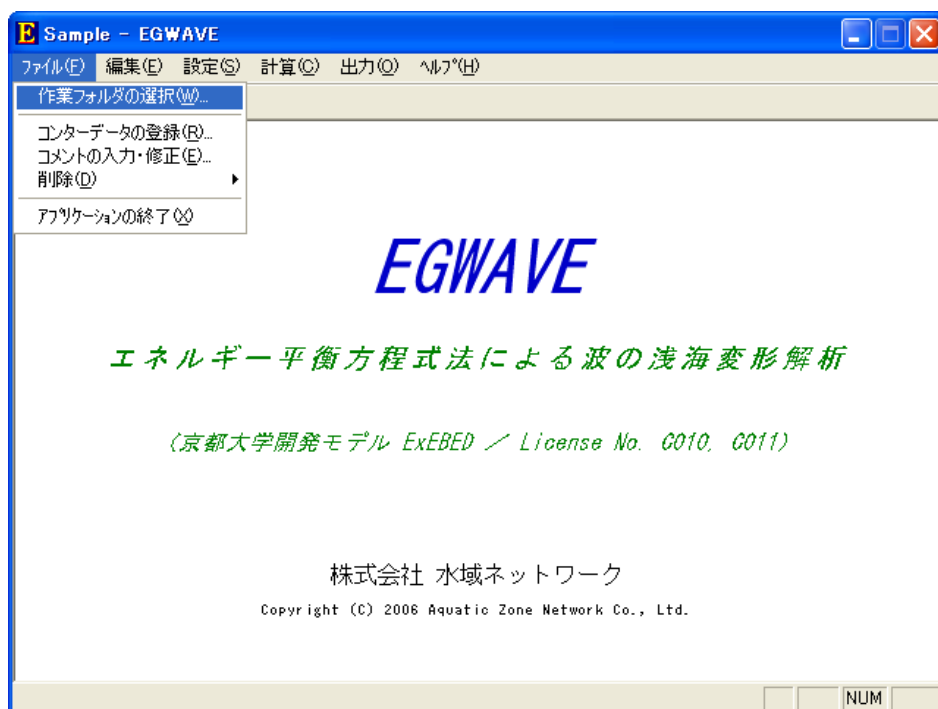 Sample - EGWAVE
ファイル(F) 編集(E) 設定(S) 計算(C) 出力(O) ヘルプ(H)
作業フォルダの選択(W)...
コンターデータの登録(R)...
コメントの入力・修正(E)...
削除(D)
アプリケーションの終了(X)
EGWAVE
エネルギー平衡方程式法による波の浅海変形解析
(京都大学開発モデル ExEBED / License No. C010, C011)
株式会社 水域ネットワーク
Copyright (C) 2006 Aquatic Zone Network Co., Ltd.
NUM